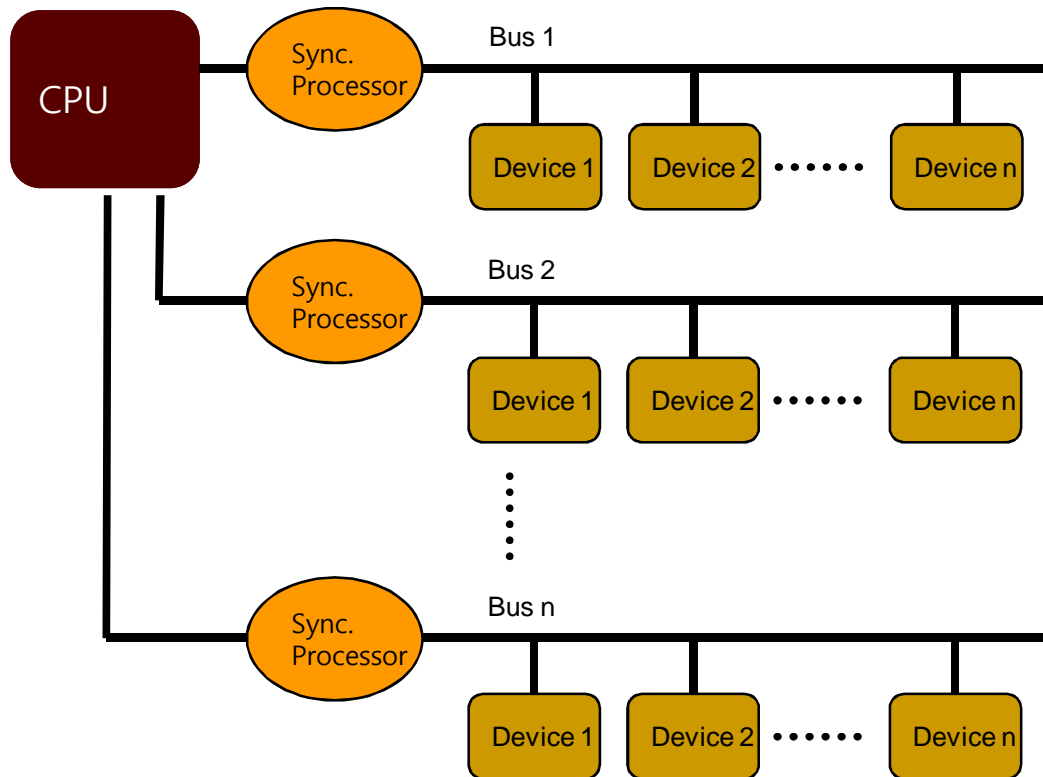 CPU
Sync.
Processor
Bus 1
Device 1
Device 2
Device n
Sync.
Processor
Bus 2
Device 1
Device 2
Device n
Sync.
Processor
Bus n
Device 1
Device 2
Device n